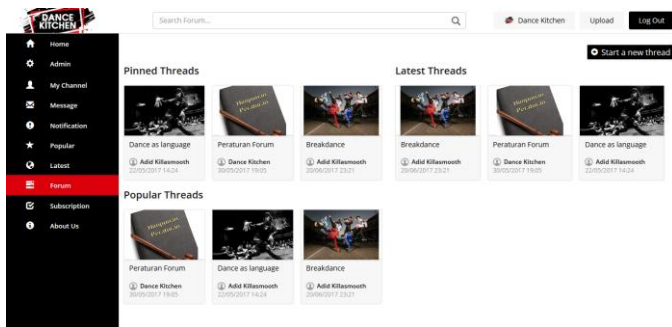 DANCE
KITCHEN
Search Forum...
Dance Kitchen
Upload
Log Out
Home
Admin
My Channel
Message
Notification
Popular
Latest
Forum
Subscription
About Us
Start a new thread
Pinned Threads
Dance as language
Adid Killasmooth
22/05/2017 14:24
Peraturan Forum
Dance Kitchen
30/05/2017 19:05
Breakdance
Adid Killasmooth
20/06/2017 23:21
Latest Threads
Breakdance
Adid Killasmooth
20/06/2017 23:21
Peraturan Forum
Dance Kitchen
30/05/2017 19:05
Dance as language
Adid Killasmooth
22/05/2017 14:24
Popular Threads
Peraturan Forum
Dance Kitchen
30/05/2017 19:05
Dance as language
Adid Killasmooth
22/05/2017 14:24
Breakdance
Adid Killasmooth
20/06/2017 23:21